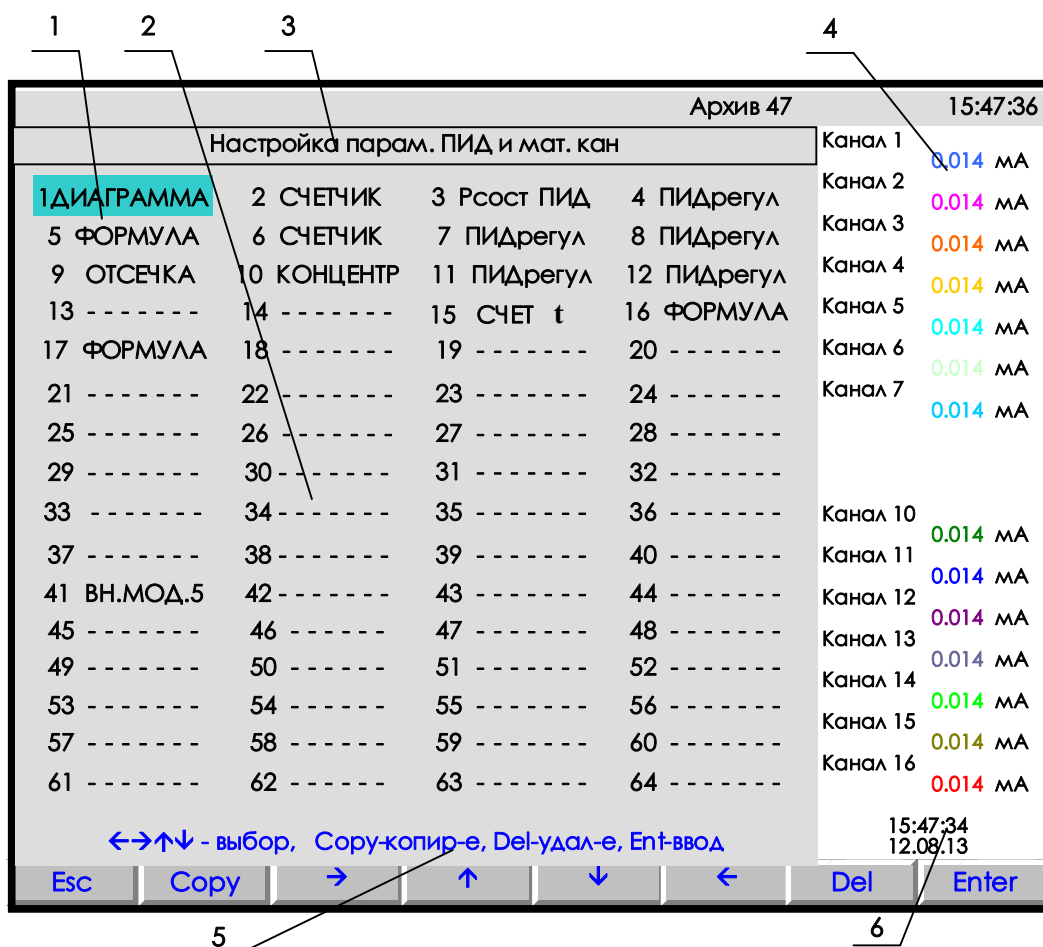 1 2 3 4
Архив 47 15:47:36
Настройка парам. ПИД и мат. кан
1ДИАГРАММА 2 СЧЕТЧИК 3 Рсост ПИД 4 ПИДрегул
5 ФОРМУЛА 6 СЧЕТЧИК 7 ПИДрегул 8 ПИДрегул
9 ОТСЕЧКА 10 КОНЦЕНТР 11 ПИДрегул 12 ПИДрегул
13 - - - - - - - 14 - - - - - - - 15 СЧЕТ t 16 ФОРМУЛА
17 ФОРМУЛА 18 - - - - - - - 19 - - - - - - - 20 - - - - - - -
21 - - - - - - - 22 - - - - - - - 23 - - - - - - - 24 - - - - - - -
25 - - - - - - - 26 - - - - - - - 27 - - - - - - - 28 - - - - - - -
29 - - - - - - - 30 - - - - - - - 31 - - - - - - - 32 - - - - - - -
33 - - - - - - - 34 - - - - - - - 35 - - - - - - - 36 - - - - - - -
37 - - - - - - - 38 - - - - - - - 39 - - - - - - - 40 - - - - - - -
41 ВН.МОД.5 42 - - - - - - - 43 - - - - - - - 44 - - - - - - -
45 - - - - - - - 46 - - - - - - - 47 - - - - - - - 48 - - - - - - -
49 - - - - - - - 50 - - - - - - - 51 - - - - - - - 52 - - - - - - -
53 - - - - - - - 54 - - - - - - - 55 - - - - - - - 56 - - - - - - -
57 - - - - - - - 58 - - - - - - - 59 - - - - - - - 60 - - - - - - -
61 - - - - - - - 62 - - - - - - - 63 - - - - - - - 64 - - - - - - -
←→↑↓ - выбор, Copy-копир-е, Del-удал-е, Ent-ввод
Канал 1
0.014 мА
Канал 2
0.014 мА
Канал 3
0.014 мА
Канал 4
0.014 мА
Канал 5
0.014 мА
Канал 6
0.014 мА
Канал 7
0.014 мА
Канал 10
0.014 мА
Канал 11
0.014 мА
Канал 12
0.014 мА
Канал 13
0.014 мА
Канал 14
0.014 мА
Канал 15
0.014 мА
Канал 16
0.014 мА
15:47:34
12.08.13
Esc Copy → ↑ ↓ ← Del Enter
5 6